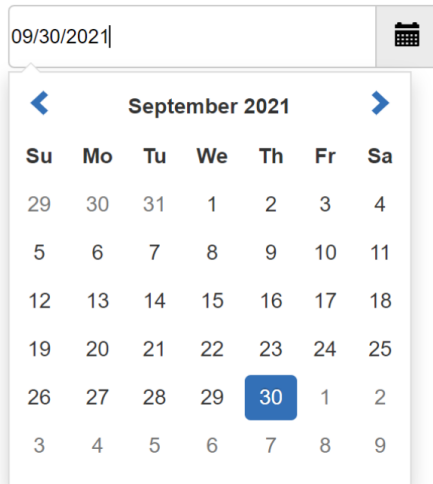 09/30/2021
September 2021
Su Mo Tu We Th Fr Sa
29 30 31 1 2 3 4
5 6 7 8 9 10 11
12 13 14 15 16 17 18
19 20 21 22 23 24 25
26 27 28 29 30 1 2
3 4 5 6 7 8 9